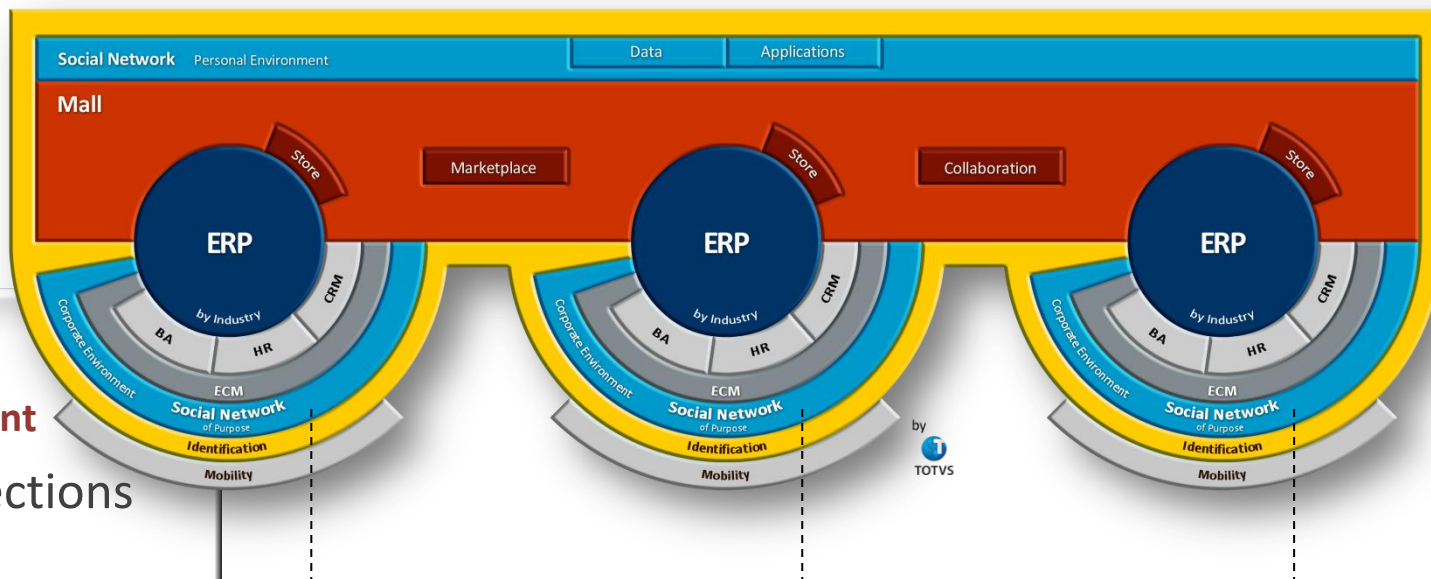 Social Network Personal Environment
Data
Applications
Mall
Store
Marketplace
Store
Collaboration
Store
ERP
by Industry
CRM
HR
BA
ECM
Corporate Environment
Social Network
of Purpose
Identification
Mobility
ERP
by Industry
CRM
HR
BA
ECM
Corporate Environment
Social Network
of Purpose
Identification
Mobility
by
TOTVS
ERP
by Industry
CRM
HR
BA
ECM
Corporate Environment
Social Network
of Purpose
Identification
Mobility
nt
ections